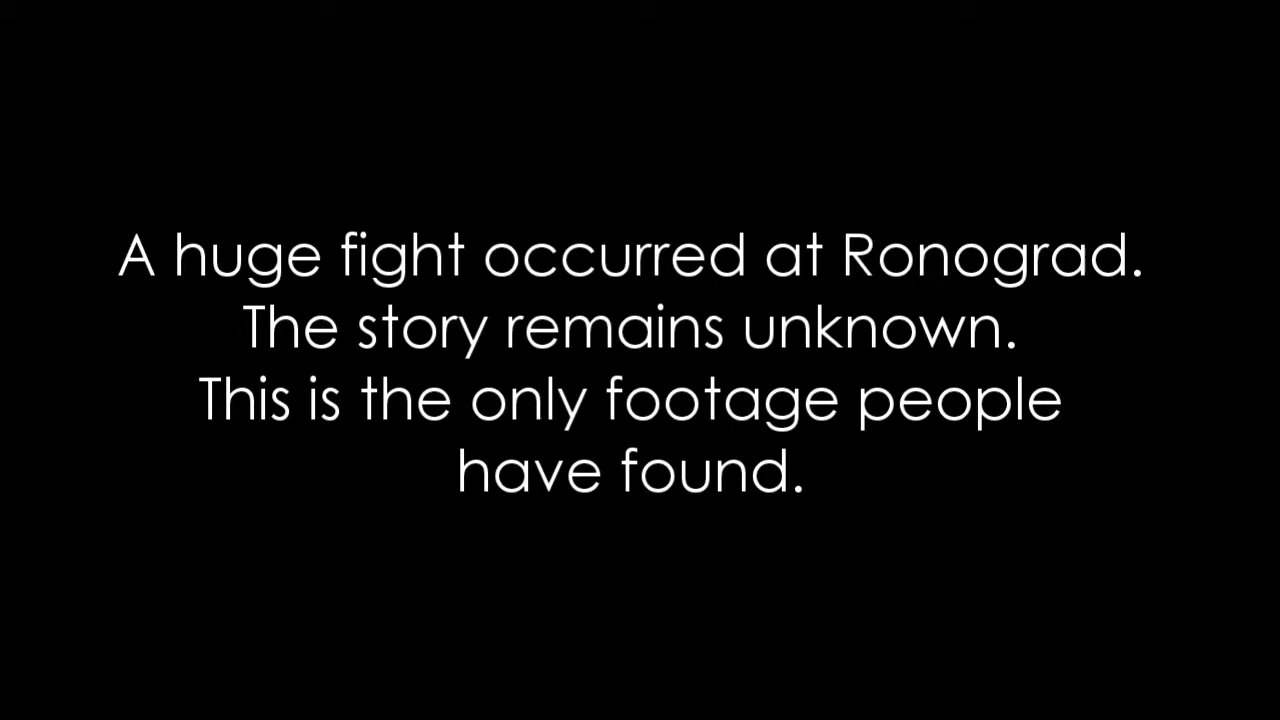 A huge fight occurred at Ronograd.
The story remains unknown.
This is the only footage people
have found.